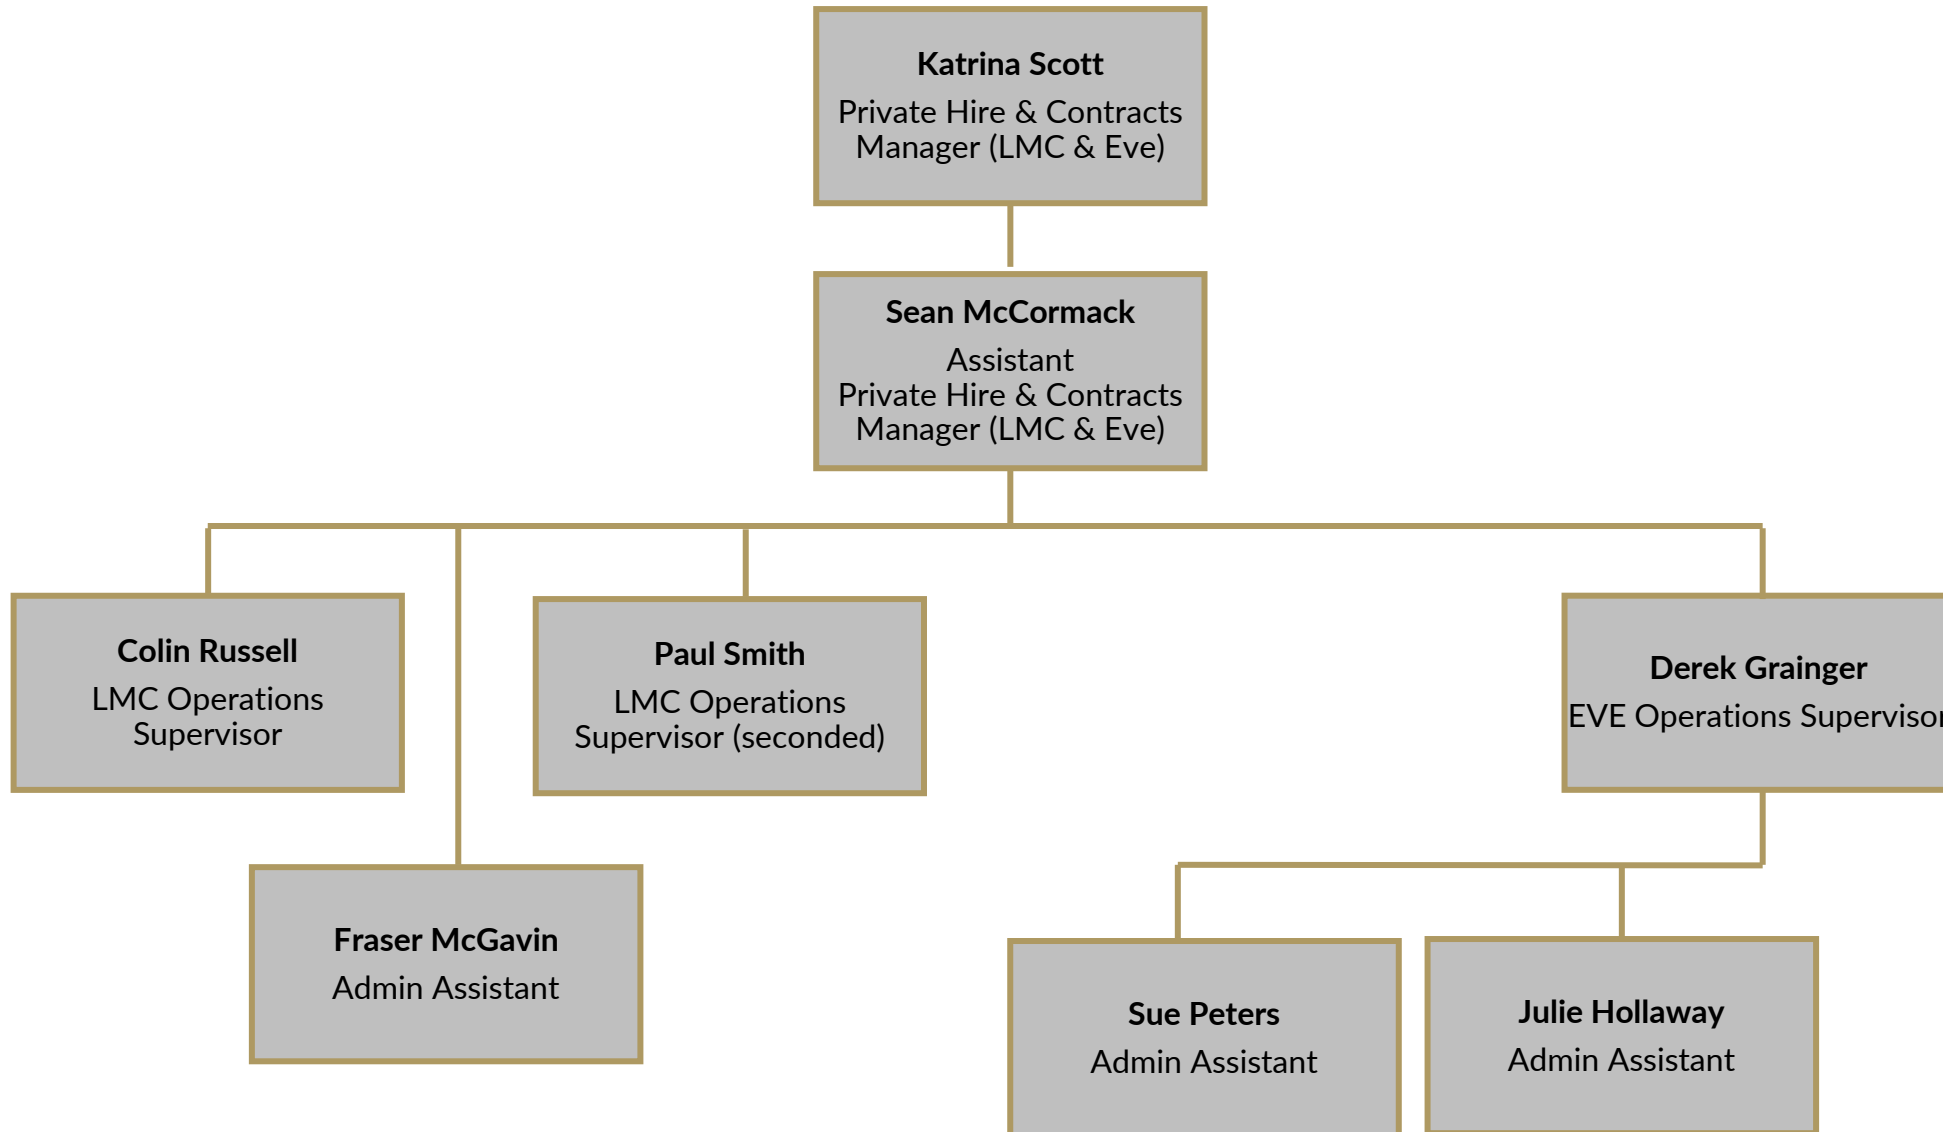 Katrina Scott
Private Hire & Contracts
Manager (LMC & Eve)
Sean McCormack
Assistant
Private Hire & Contracts
Manager (LMC & Eve)
Colin Russell
LMC Operations
Supervisor
Paul Smith
LMC Operations
Supervisor (seconded)
Derek Grainger
EVE Operations Supervisor
Fraser McGavin
Admin Assistant
Sue Peters
Admin Assistant
Julie Hollaway
Admin Assistant